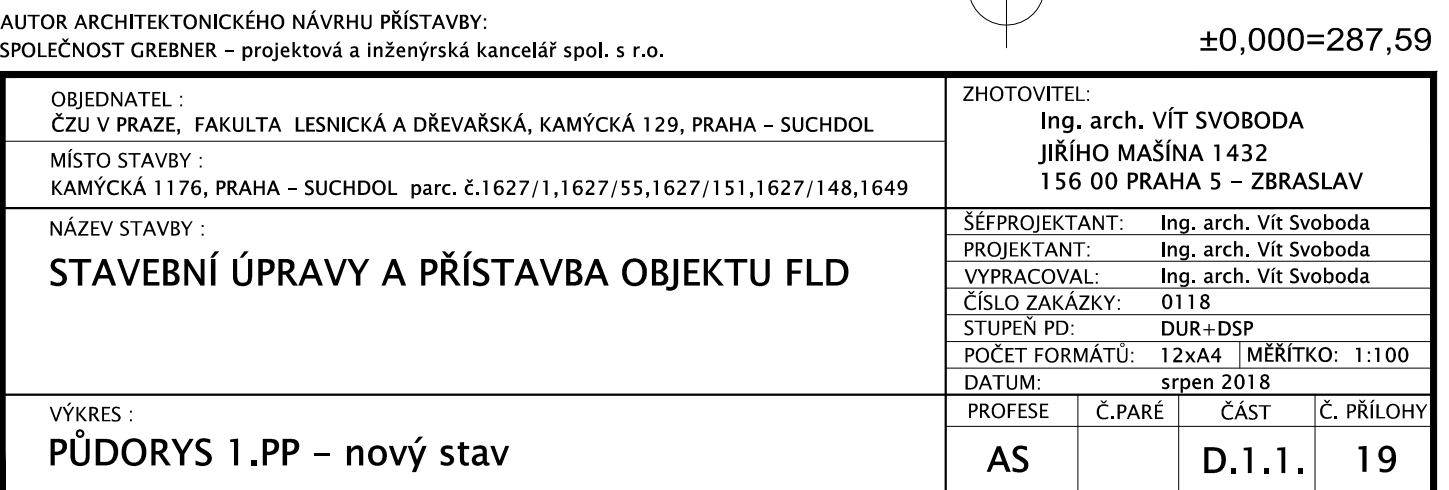 AUTOR ARCHITEKTONICKÉHO NÁVRHU PŘÍSTAVBY:
SPOLEČNOST GREBNER – projektová a inženýrská kancelář spol. s r.o.
±0,000=287,59
OBJEDNATEL :
ČZU V PRAZE, FAKULTA LESNICKÁ A DŘEVAŘSKÁ, KAMÝCKÁ 129, PRAHA – SUCHDOL
MÍSTO STAVBY :
KAMÝCKÁ 1176, PRAHA – SUCHDOL parc. č.1627/1,1627/55,1627/151,1627/148,1649
ZHOTOVITEL:
Ing. arch. VÍT SVOBODA
JIŘÍHO MAŠÍNA 1432
156 00 PRAHA 5 – ZBRASLAV
NÁZEV STAVBY :
STAVEBNÍ ÚPRAVY A PŘÍSTAVBA OBJEKTU FLD
ŠÉFPROJEKTANT: Ing. arch. Vít Svoboda
PROJEKTANT: Ing. arch. Vít Svoboda
VYPRACOVAL: Ing. arch. Vít Svoboda
ČÍSLO ZAKÁZKY: 0118
STUPEŇ PD: DUR+DSP
POČET FORMÁTŮ: 12xA4 MĚŘÍTKO: 1:100
DATUM: srpen 2018
VÝKRES :
PŮDORYS 1.PP – nový stav
PROFESE Č.PARÉ ČÁST Č. PŘÍLOHY
AS D.1.1. 19